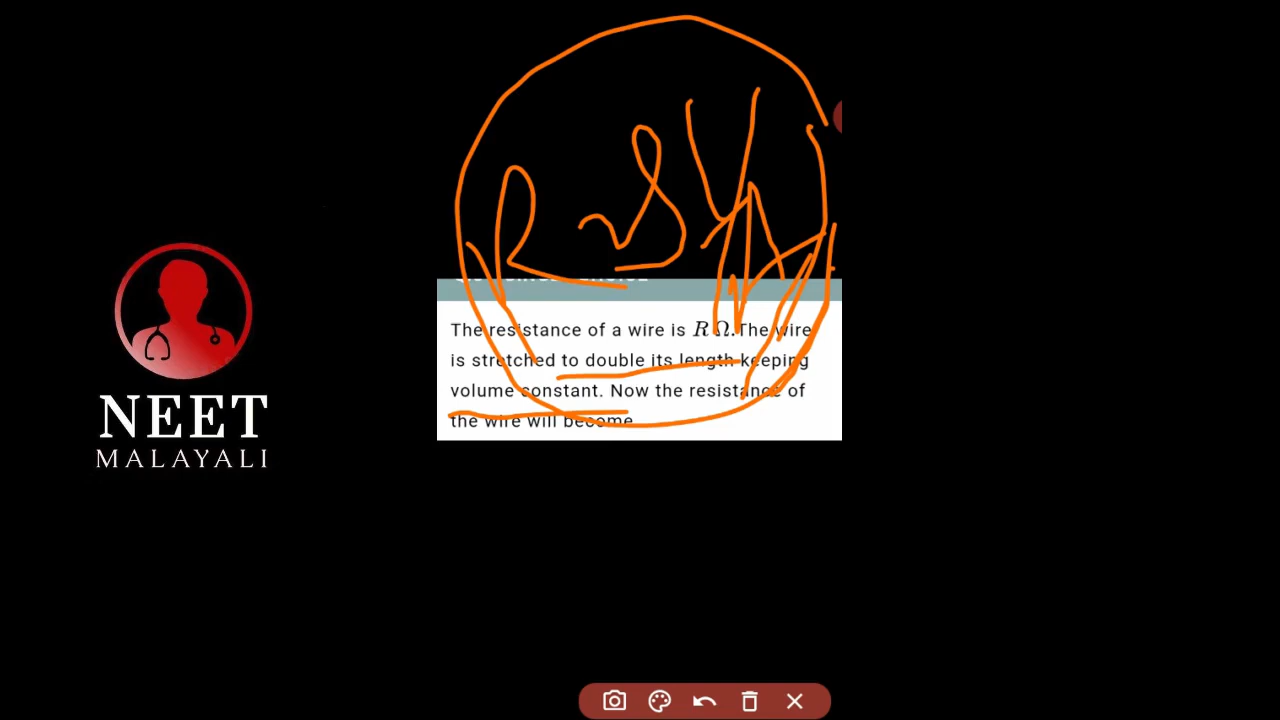 NEET
MALAYALI
The resistance of a wire is R Ω. The wire
is stretched to double its length keeping
volume constant. Now the resistance of
the wire will become